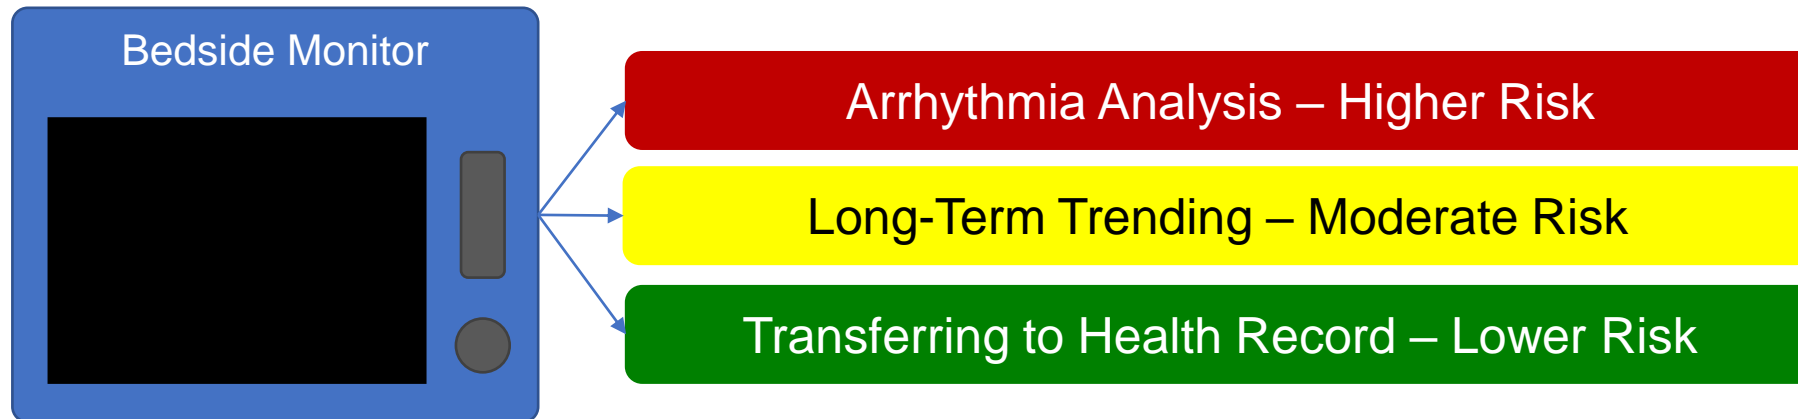 Bedside Monitor
Arrhythmia Analysis – Higher Risk
Long-Term Trending – Moderate Risk
Transferring to Health Record – Lower Risk